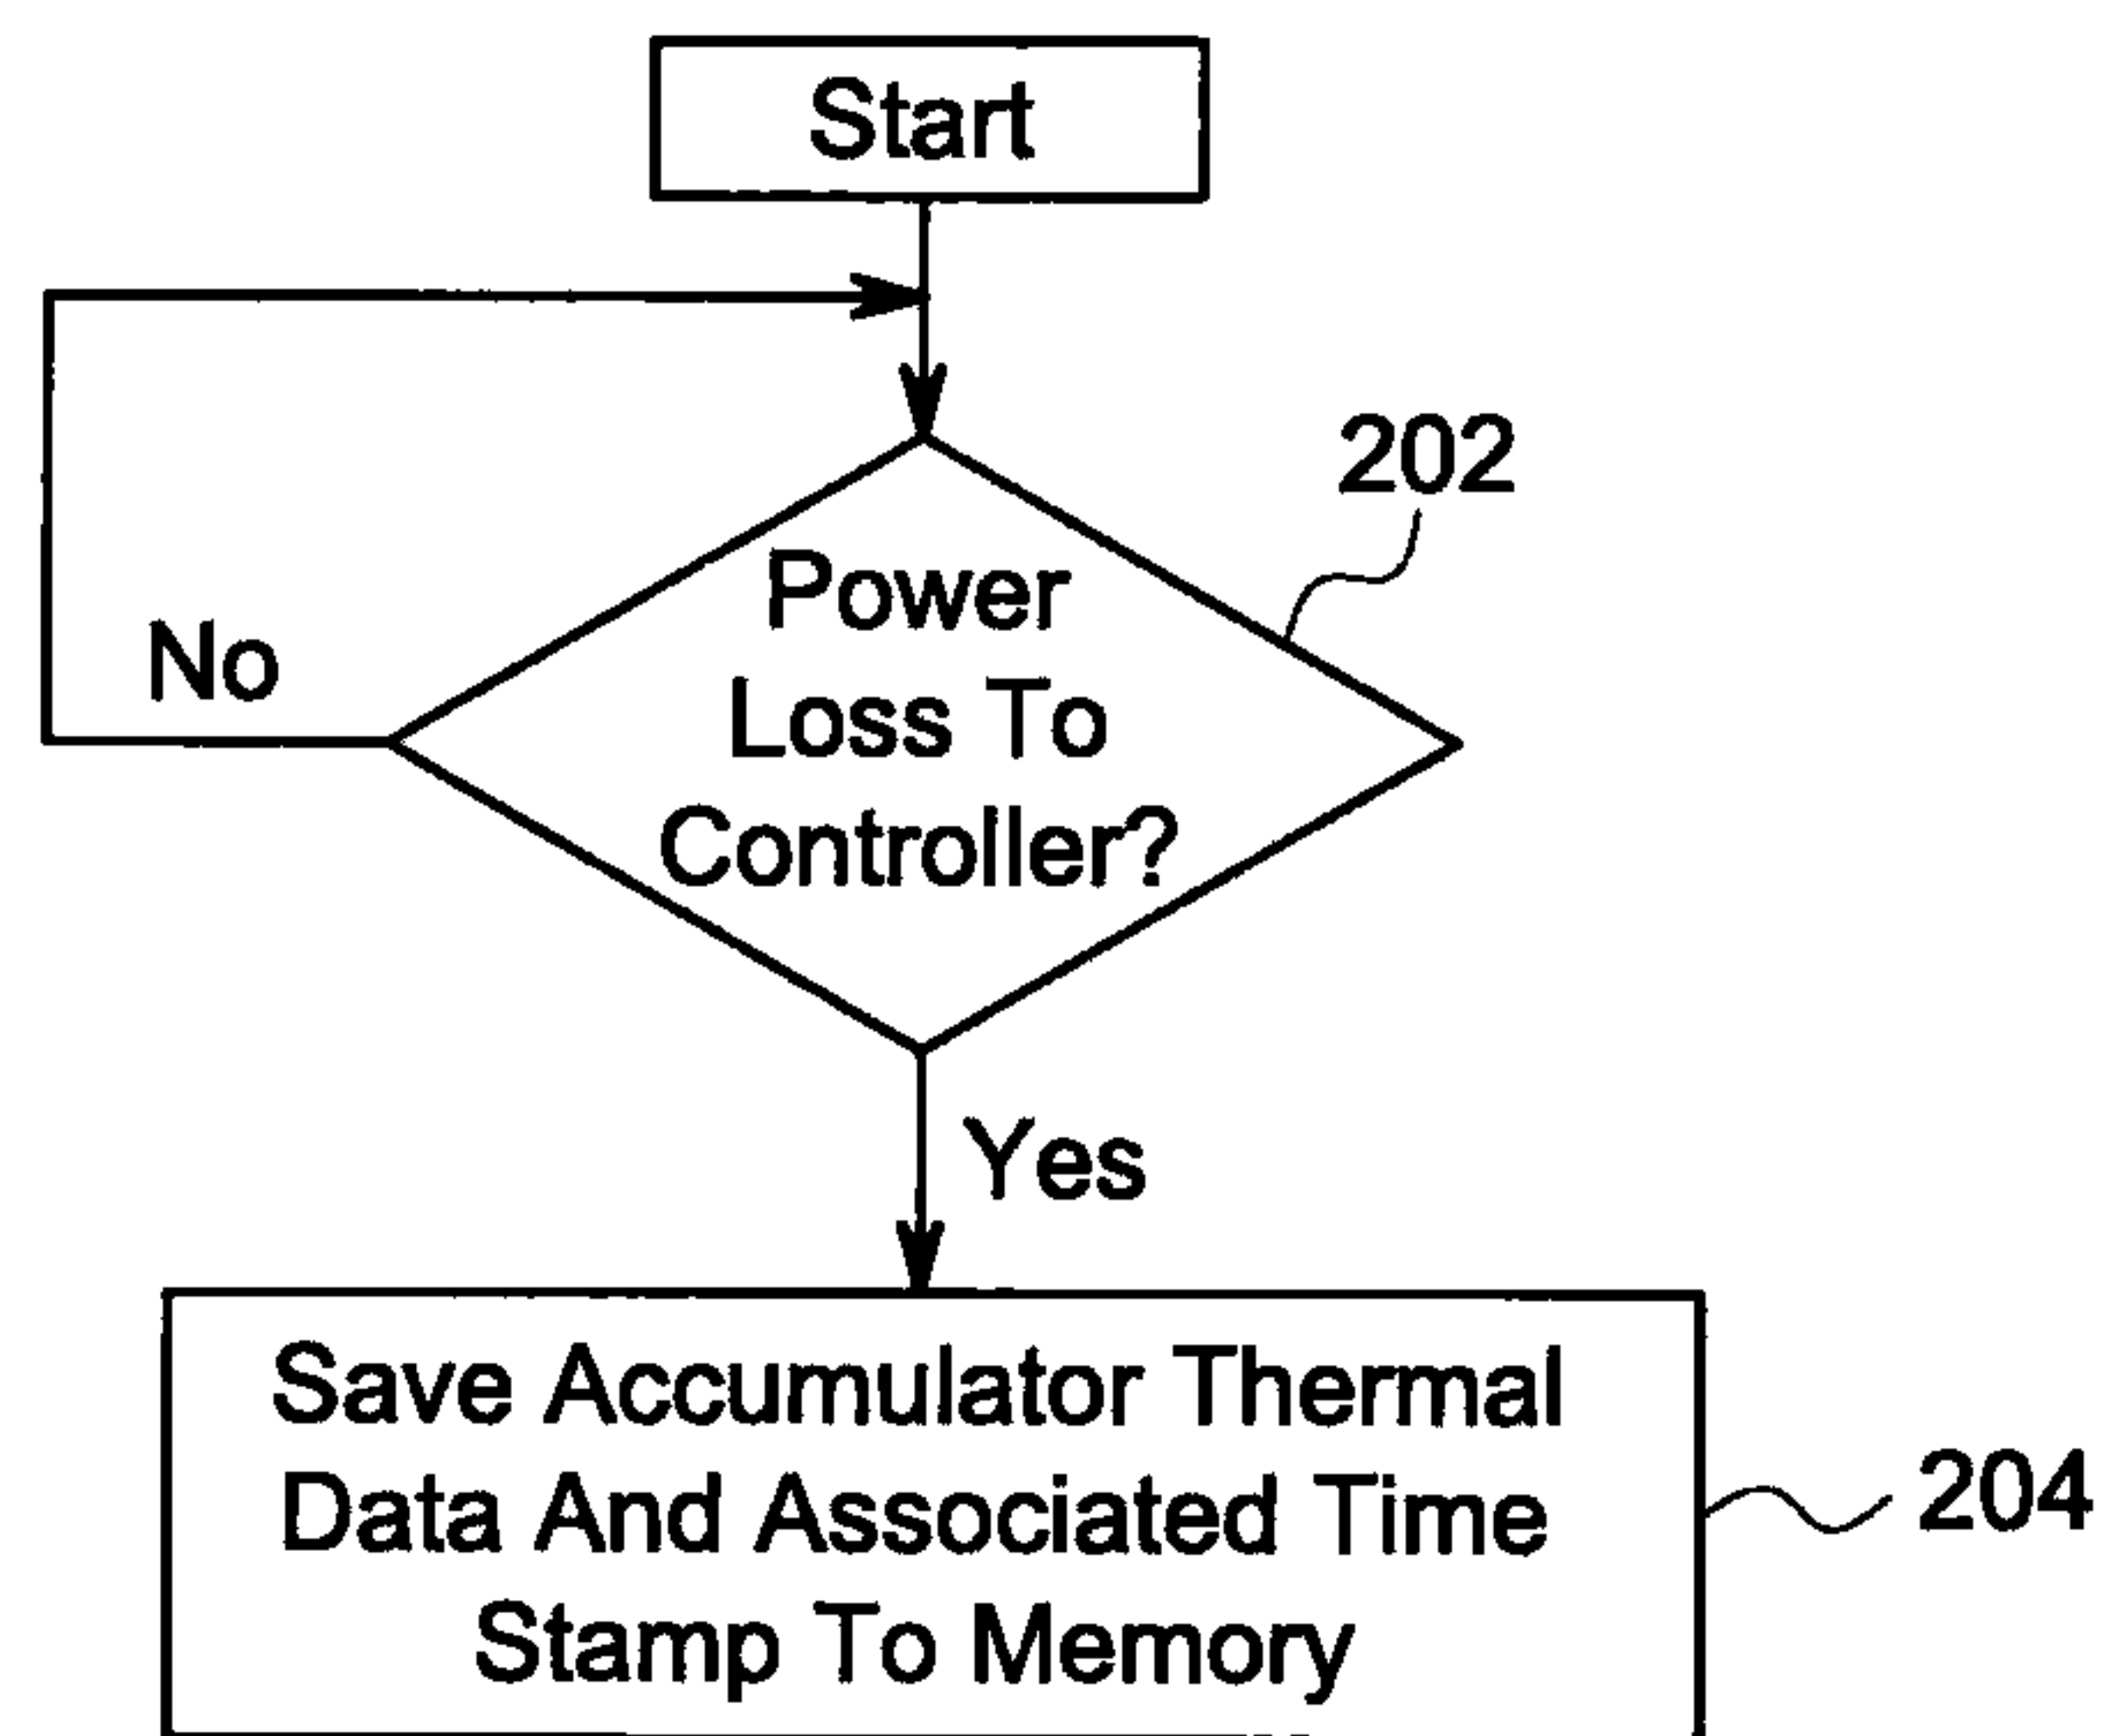 Start
202
Power
Loss To
Controller?
No
Yes
Save Accumulator Thermal
Data And Associated Time
Stamp To Memory
204